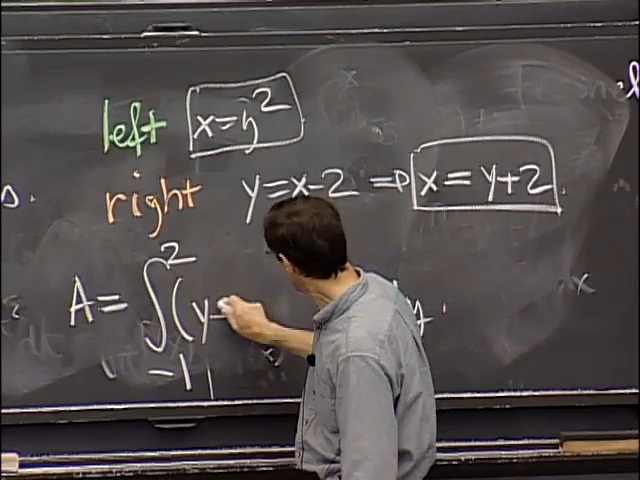 left x=y²
right y=x-2 ⇒ x=y+2
A = ∫₋₁² (y